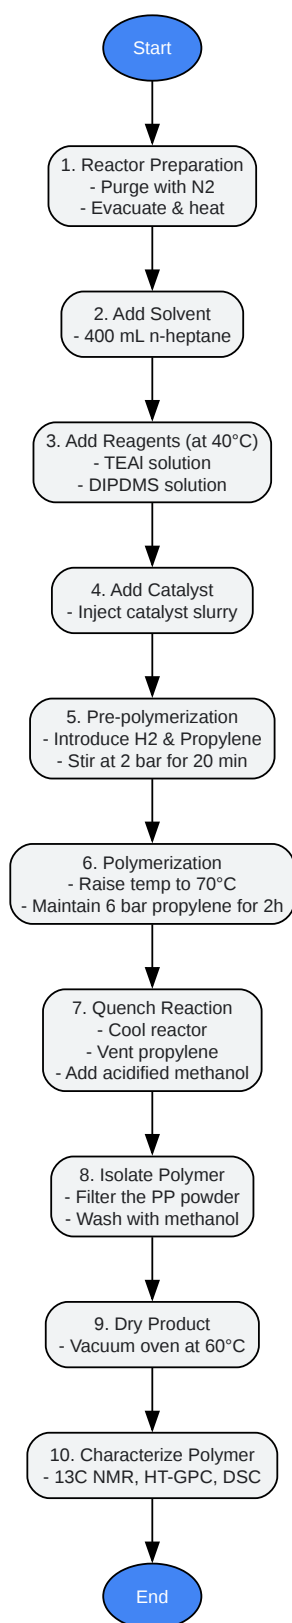 Start
1. Reactor Preparation
- Purge with N2
- Evacuate & heat
2. Add Solvent
- 400 mL n-heptane
3. Add Reagents (at 40°C)
- TEAl solution
- DIPDMS solution
4. Add Catalyst
- Inject catalyst slurry
5. Pre-polymerization
- Introduce H2 & Propylene
- Stir at 2 bar for 20 min
6. Polymerization
- Raise temp to 70°C
- Maintain 6 bar propylene for 2h
7. Quench Reaction
- Cool reactor
- Vent propylene
- Add acidified methanol
8. Isolate Polymer
- Filter the PP powder
- Wash with methanol
9. Dry Product
- Vacuum oven at 60°C
10. Characterize Polymer
- 13C NMR, HT-GPC, DSC
End